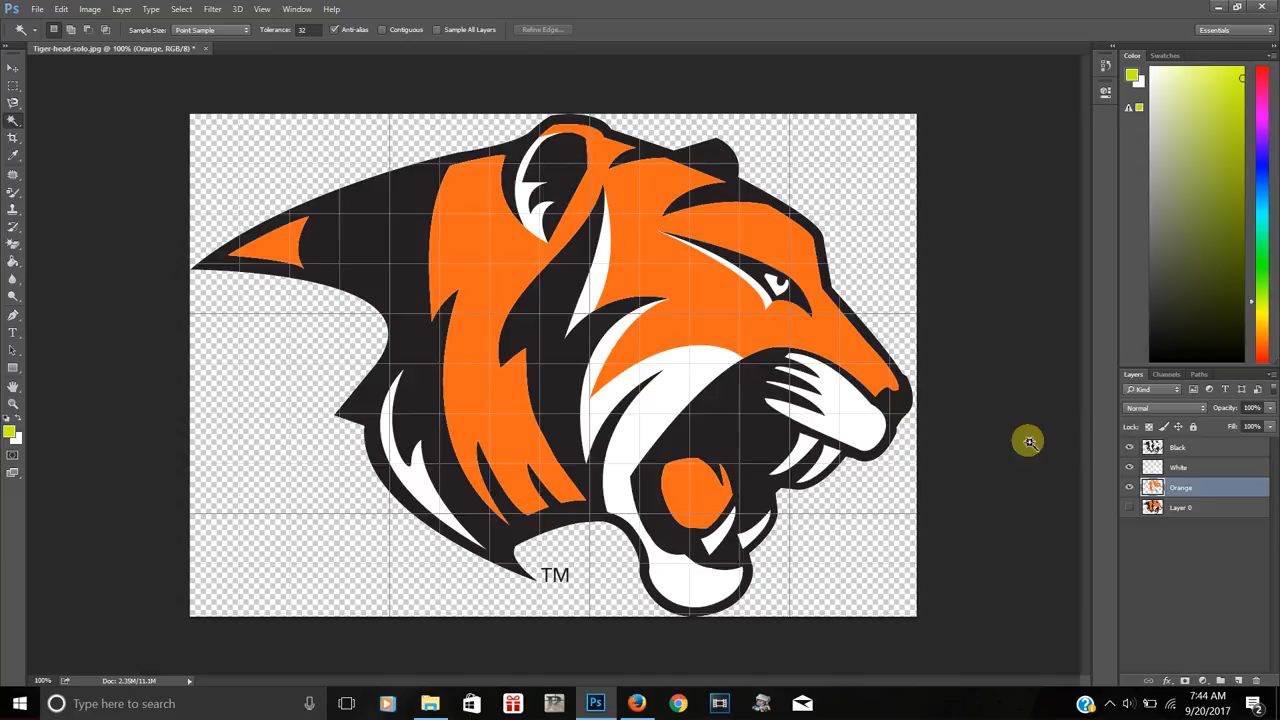 Ps File Edit Image Layer Type Select Filter 3D View Window Help
Sample Size: Point Sample Tolerance: 32 Anti-alias Contiguous Sample All Layers Refine Edge... Essentials
Tiger-head-solo.jpg @ 100% (Orange, RGB/8) * ×
Color Swatches
Layers Channels Paths
Kind
Normal Opacity: 100%
Lock: Fill: 100%
Black
White
Orange
Layer 0
TM
100% Doc: 2.35M/11.1M
Type here to search
Ps
7:44 AM
9/20/2017
2